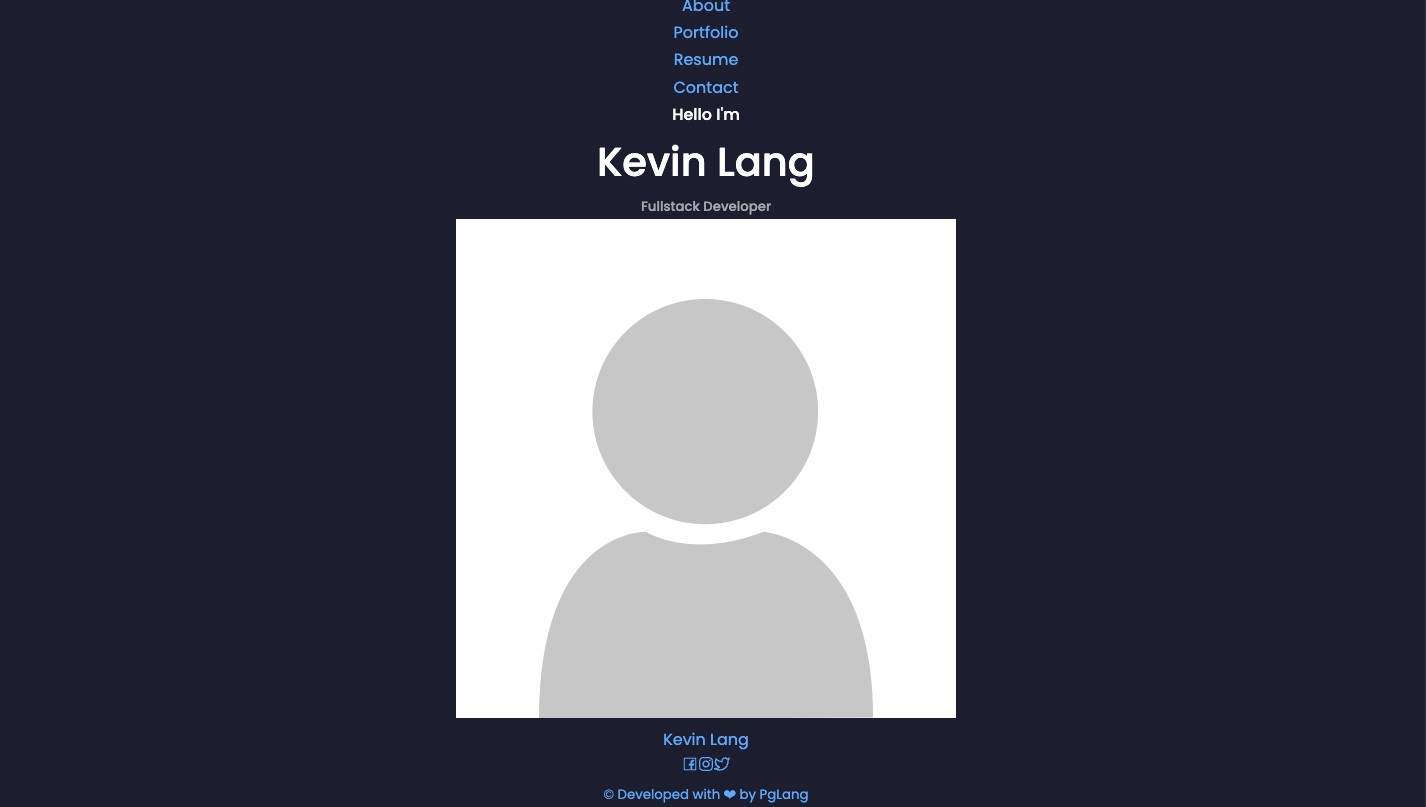 About
Portfolio
Resume
Contact
Hello I'm
Kevin Lang
Fullstack Developer
Kevin Lang
© Developed with ❤ by PgLang